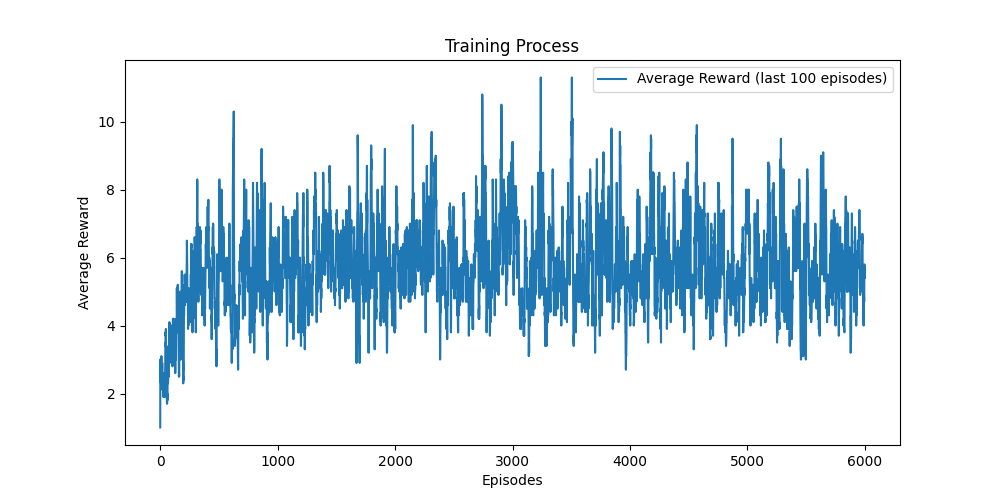 Training Process
Average Reward (last 100 episodes)
10
8
6
4
2
Average Reward
0 1000 2000 3000 4000 5000 6000
Episodes